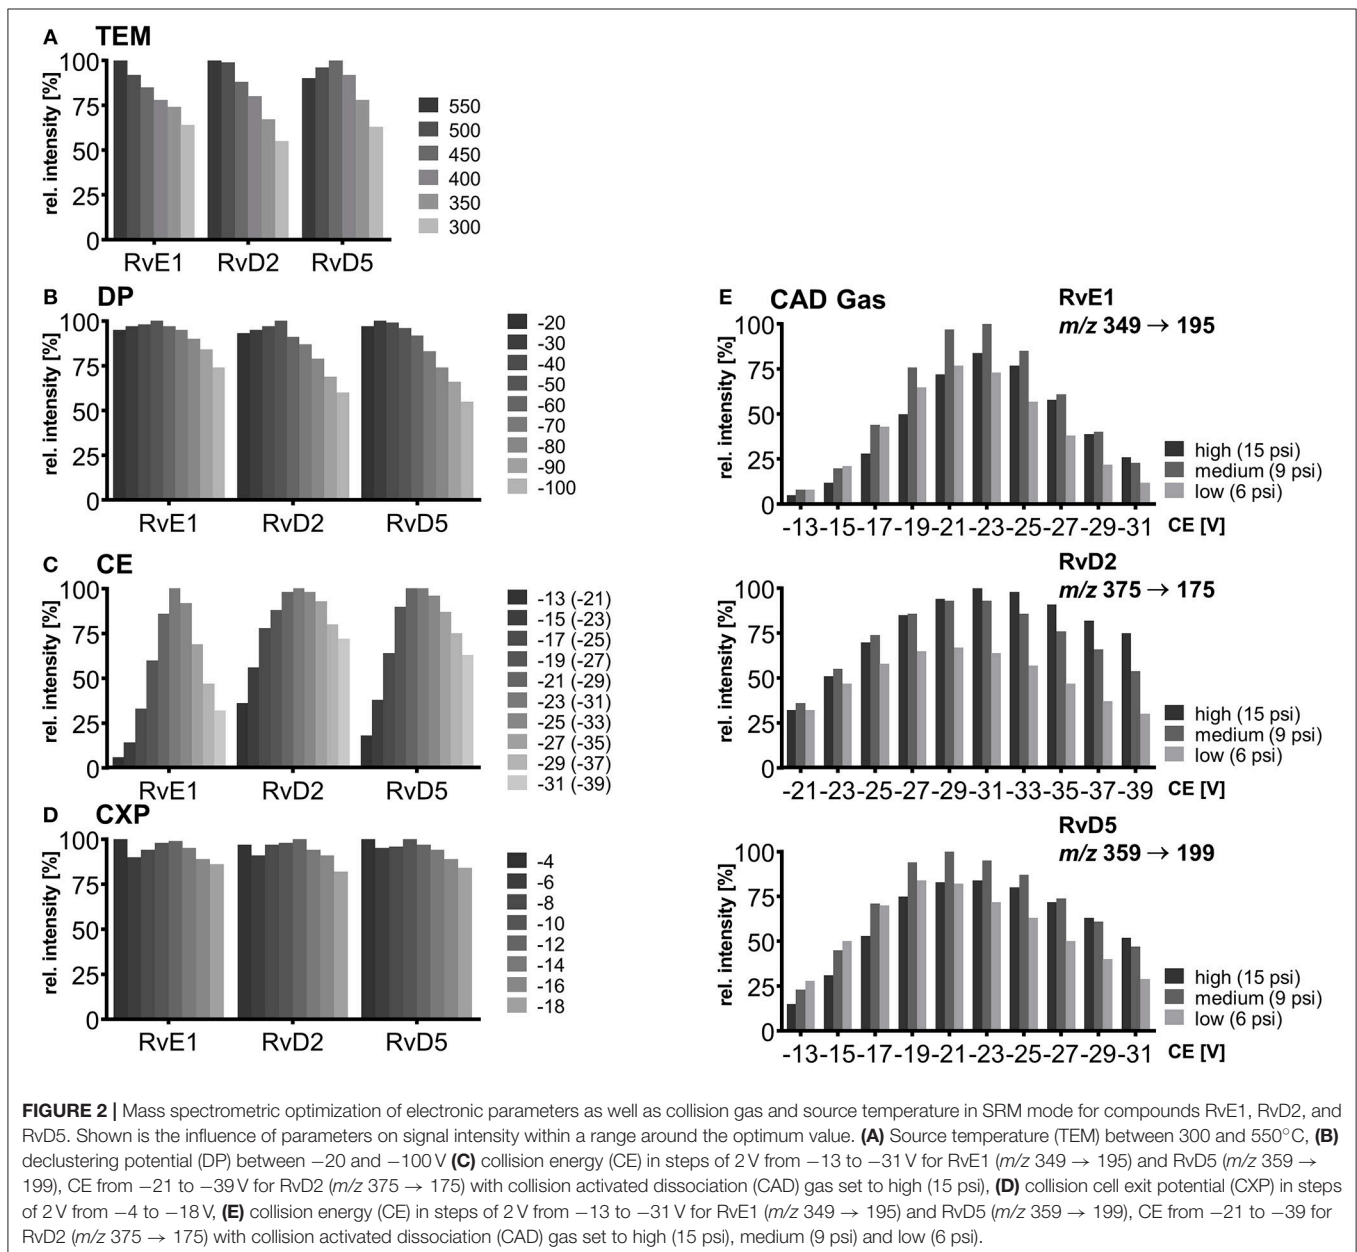 A TEM
rel. intensity [%]
100
75
50
25
0
RvE1 RvD2 RvD5
550
500
450
400
350
300
B DP
rel. intensity [%]
100
75
50
25
0
RvE1 RvD2 RvD5
-20
-30
-40
-50
-60
-70
-80
-90
-100
C CE
rel. intensity [%]
100
75
50
25
0
RvE1 RvD2 RvD5
-13 (-21)
-15 (-23)
-17 (-25)
-19 (-27)
-21 (-29)
-23 (-31)
-25 (-33)
-27 (-35)
-29 (-37)
-31 (-39)
D CXP
rel. intensity [%]
100
75
50
25
0
RvE1 RvD2 RvD5
-4
-6
-8
-10
-12
-14
-16
-18
E CAD Gas
RvE1
m/z 349 → 195
rel. intensity [%]
100
75
50
25
0
-13 -15 -17 -19 -21 -23 -25 -27 -29 -31 CE [V]
high (15 psi)
medium (9 psi)
low (6 psi)
RvD2
m/z 375 → 175
rel. intensity [%]
100
75
50
25
0
-21 -23 -25 -27 -29 -31 -33 -35 -37 -39 CE [V]
high (15 psi)
medium (9 psi)
low (6 psi)
RvD5
m/z 359 → 199
rel. intensity [%]
100
75
50
25
0
-13 -15 -17 -19 -21 -23 -25 -27 -29 -31 CE [V]
high (15 psi)
medium (9 psi)
low (6 psi)
FIGURE 2 | Mass spectrometric optimization of electronic parameters as well as collision gas and source temperature in SRM mode for compounds RvE1, RvD2, and
RvD5. Shown is the influence of parameters on signal intensity within a range around the optimum value. (A) Source temperature (TEM) between 300 and 550°C, (B)
declustering potential (DP) between −20 and −100 V (C) collision energy (CE) in steps of 2 V from −13 to −31 V for RvE1 (m/z 349 → 195) and RvD5 (m/z 359 →
199), CE from −21 to −39 V for RvD2 (m/z 375 → 175) with collision activated dissociation (CAD) gas set to high (15 psi), (D) collision cell exit potential (CXP) in steps
of 2 V from −4 to −18 V, (E) collision energy (CE) in steps of 2 V from −13 to −31 V for RvE1 (m/z 349 → 195) and RvD5 (m/z 359 → 199), CE from −21 to −39 for
RvD2 (m/z 375 → 175) with collision activated dissociation (CAD) gas set to high (15 psi), medium (9 psi) and low (6 psi).